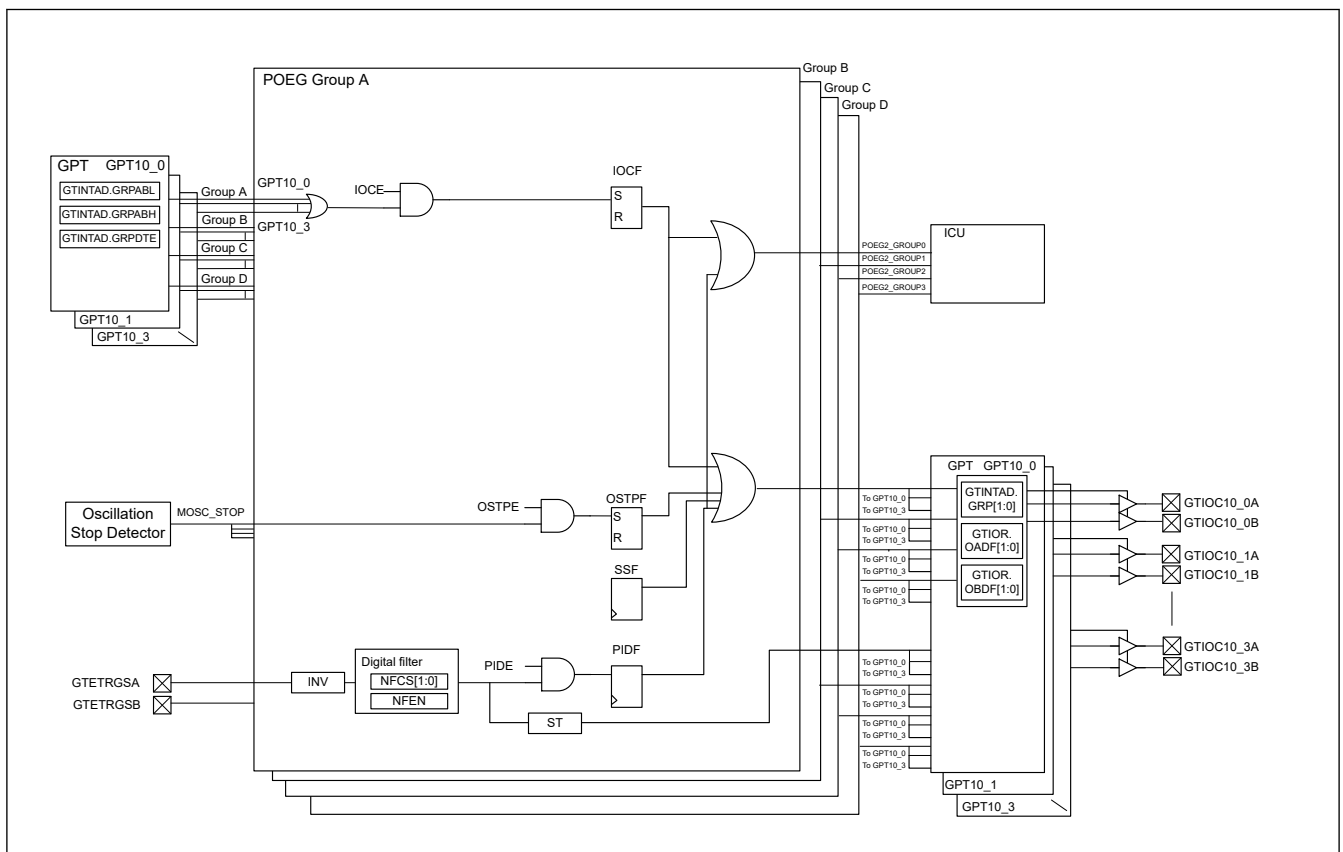 POEG Group A
Group B
Group C
Group D
GPT GPT10_0
GTINTAD.GRPABL
GTINTAD.GRPABH
GTINTAD.GRPDTE
GPT10_1
GPT10_3
Group A
Group B
Group C
Group D
GPT10_0
GPT10_3
IOCE
IOCF
S
R
POEG2_GROUP0
POEG2_GROUP1
POEG2_GROUP2
POEG2_GROUP3
ICU
Oscillation
Stop Detector
MOSC_STOP
OSTPE
OSTPF
S
R
SSF
GTETRGSA
GTETRGSB
INV
Digital filter
NFCS[1:0]
NFEN
PIDE
PIDF
ST
To GPT10_0
To GPT10_3
To GPT10_0
To GPT10_3
To GPT10_0
To GPT10_3
To GPT10_0
To GPT10_3
To GPT10_0
To GPT10_3
To GPT10_0
To GPT10_3
To GPT10_0
To GPT10_3
To GPT10_0
To GPT10_3
GPT GPT10_0
GTINTAD.
GRP[1:0]
GTIOR.
OADF[1:0]
GTIOR.
OBDF[1:0]
GPT10_1
GPT10_3
GTIOC10_0A
GTIOC10_0B
GTIOC10_1A
GTIOC10_1B
GTIOC10_3A
GTIOC10_3B